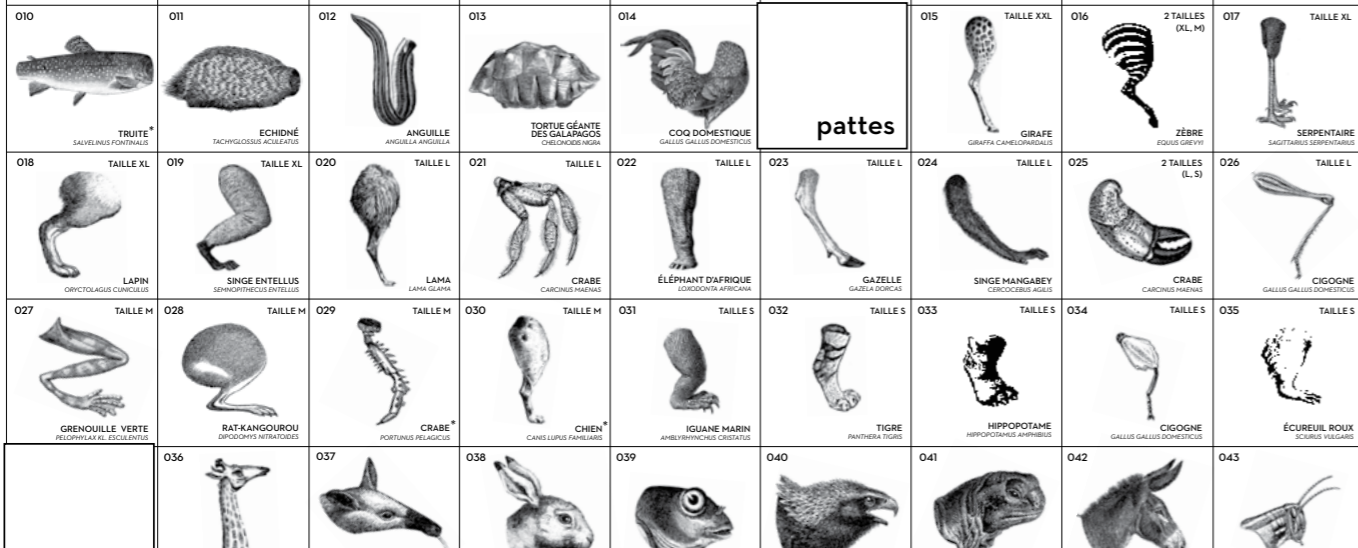 010
TRUITE*
SALVELINUS FONTINALIS
011
ECHIDNÉ
TACHYGLOSSUS ACULEATUS
012
ANGUILLE
ANGUILLA ANGUILLA
013
TORTUE GÉANTE
DES GALAPAGOS
CHELONOIDIS NIGRA
014
COQ DOMESTIQUE
GALLUS GALLUS DOMESTICUS
pattes
015 TAILLE XXL
GIRAFE
GIRAFFA CAMELOPARDALIS
016 2 TAILLES
(XL, M)
ZÈBRE
EQUUS GREVYI
017 TAILLE XL
SERPENTAIRE
SAGITTARIUS SERPENTARIUS
018 TAILLE XL
LAPIN
ORYCTOLAGUS CUNICULUS
019 TAILLE XL
SINGE ENTELLUS
SEMNOPITHECUS ENTELLUS
020 TAILLE L
LAMA
LAMA GLAMA
021 TAILLE L
CRABE
CARCINUS MAENAS
022 TAILLE L
ÉLÉPHANT D'AFRIQUE
LOXODONTA AFRICANA
023 TAILLE L
GAZELLE
GAZELA DORCAS
024 TAILLE L
SINGE MANGABEY
CERCOCEBUS AGILIS
025 2 TAILLES
(L, S)
CRABE
CARCINUS MAENAS
026 TAILLE L
CIGOGNE
GALLUS GALLUS DOMESTICUS
027 TAILLE M
GRENOUILLE VERTE
PELOPHYLAX KL. ESCULENTUS
028 TAILLE M
RAT-KANGOUROU
DIPODOMYS NITRATOIDES
029 TAILLE M
CRABE*
PORTUNUS PELAGICUS
030 TAILLE M
CHIEN*
CANIS LUPUS FAMILIARIS
031 TAILLE S
IGUANE MARIN
AMBLYRHYNCHUS CRISTATUS
032 TAILLE S
TIGRE
PANTHERA TIGRIS
033 TAILLE S
HIPPOPOTAME
HIPPOPOTAMUS AMPHIBIUS
034 TAILLE S
CIGOGNE
GALLUS GALLUS DOMESTICUS
035 TAILLE S
ÉCUREUIL ROUX
SCIURUS VULGARIS
036
037
038
039
040
041
042
043